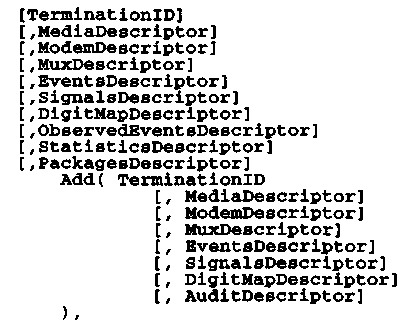 [TerminationID]
[,MediaDescriptor]
[,ModemDescriptor]
[,MuxDescriptor]
[,EventsDescriptor]
[,SignalsDescriptor]
[,DigitMapDescriptor]
[,ObservedEventsDescriptor]
[,StatisticsDescriptor]
[,PackagesDescriptor]
Add( TerminationID
[, MediaDescriptor]
[, ModemDescriptor]
[, MuxDescriptor]
[, EventsDescriptor]
[, SignalsDescriptor]
[, DigitMapDescriptor]
[, AuditDescriptor]
),